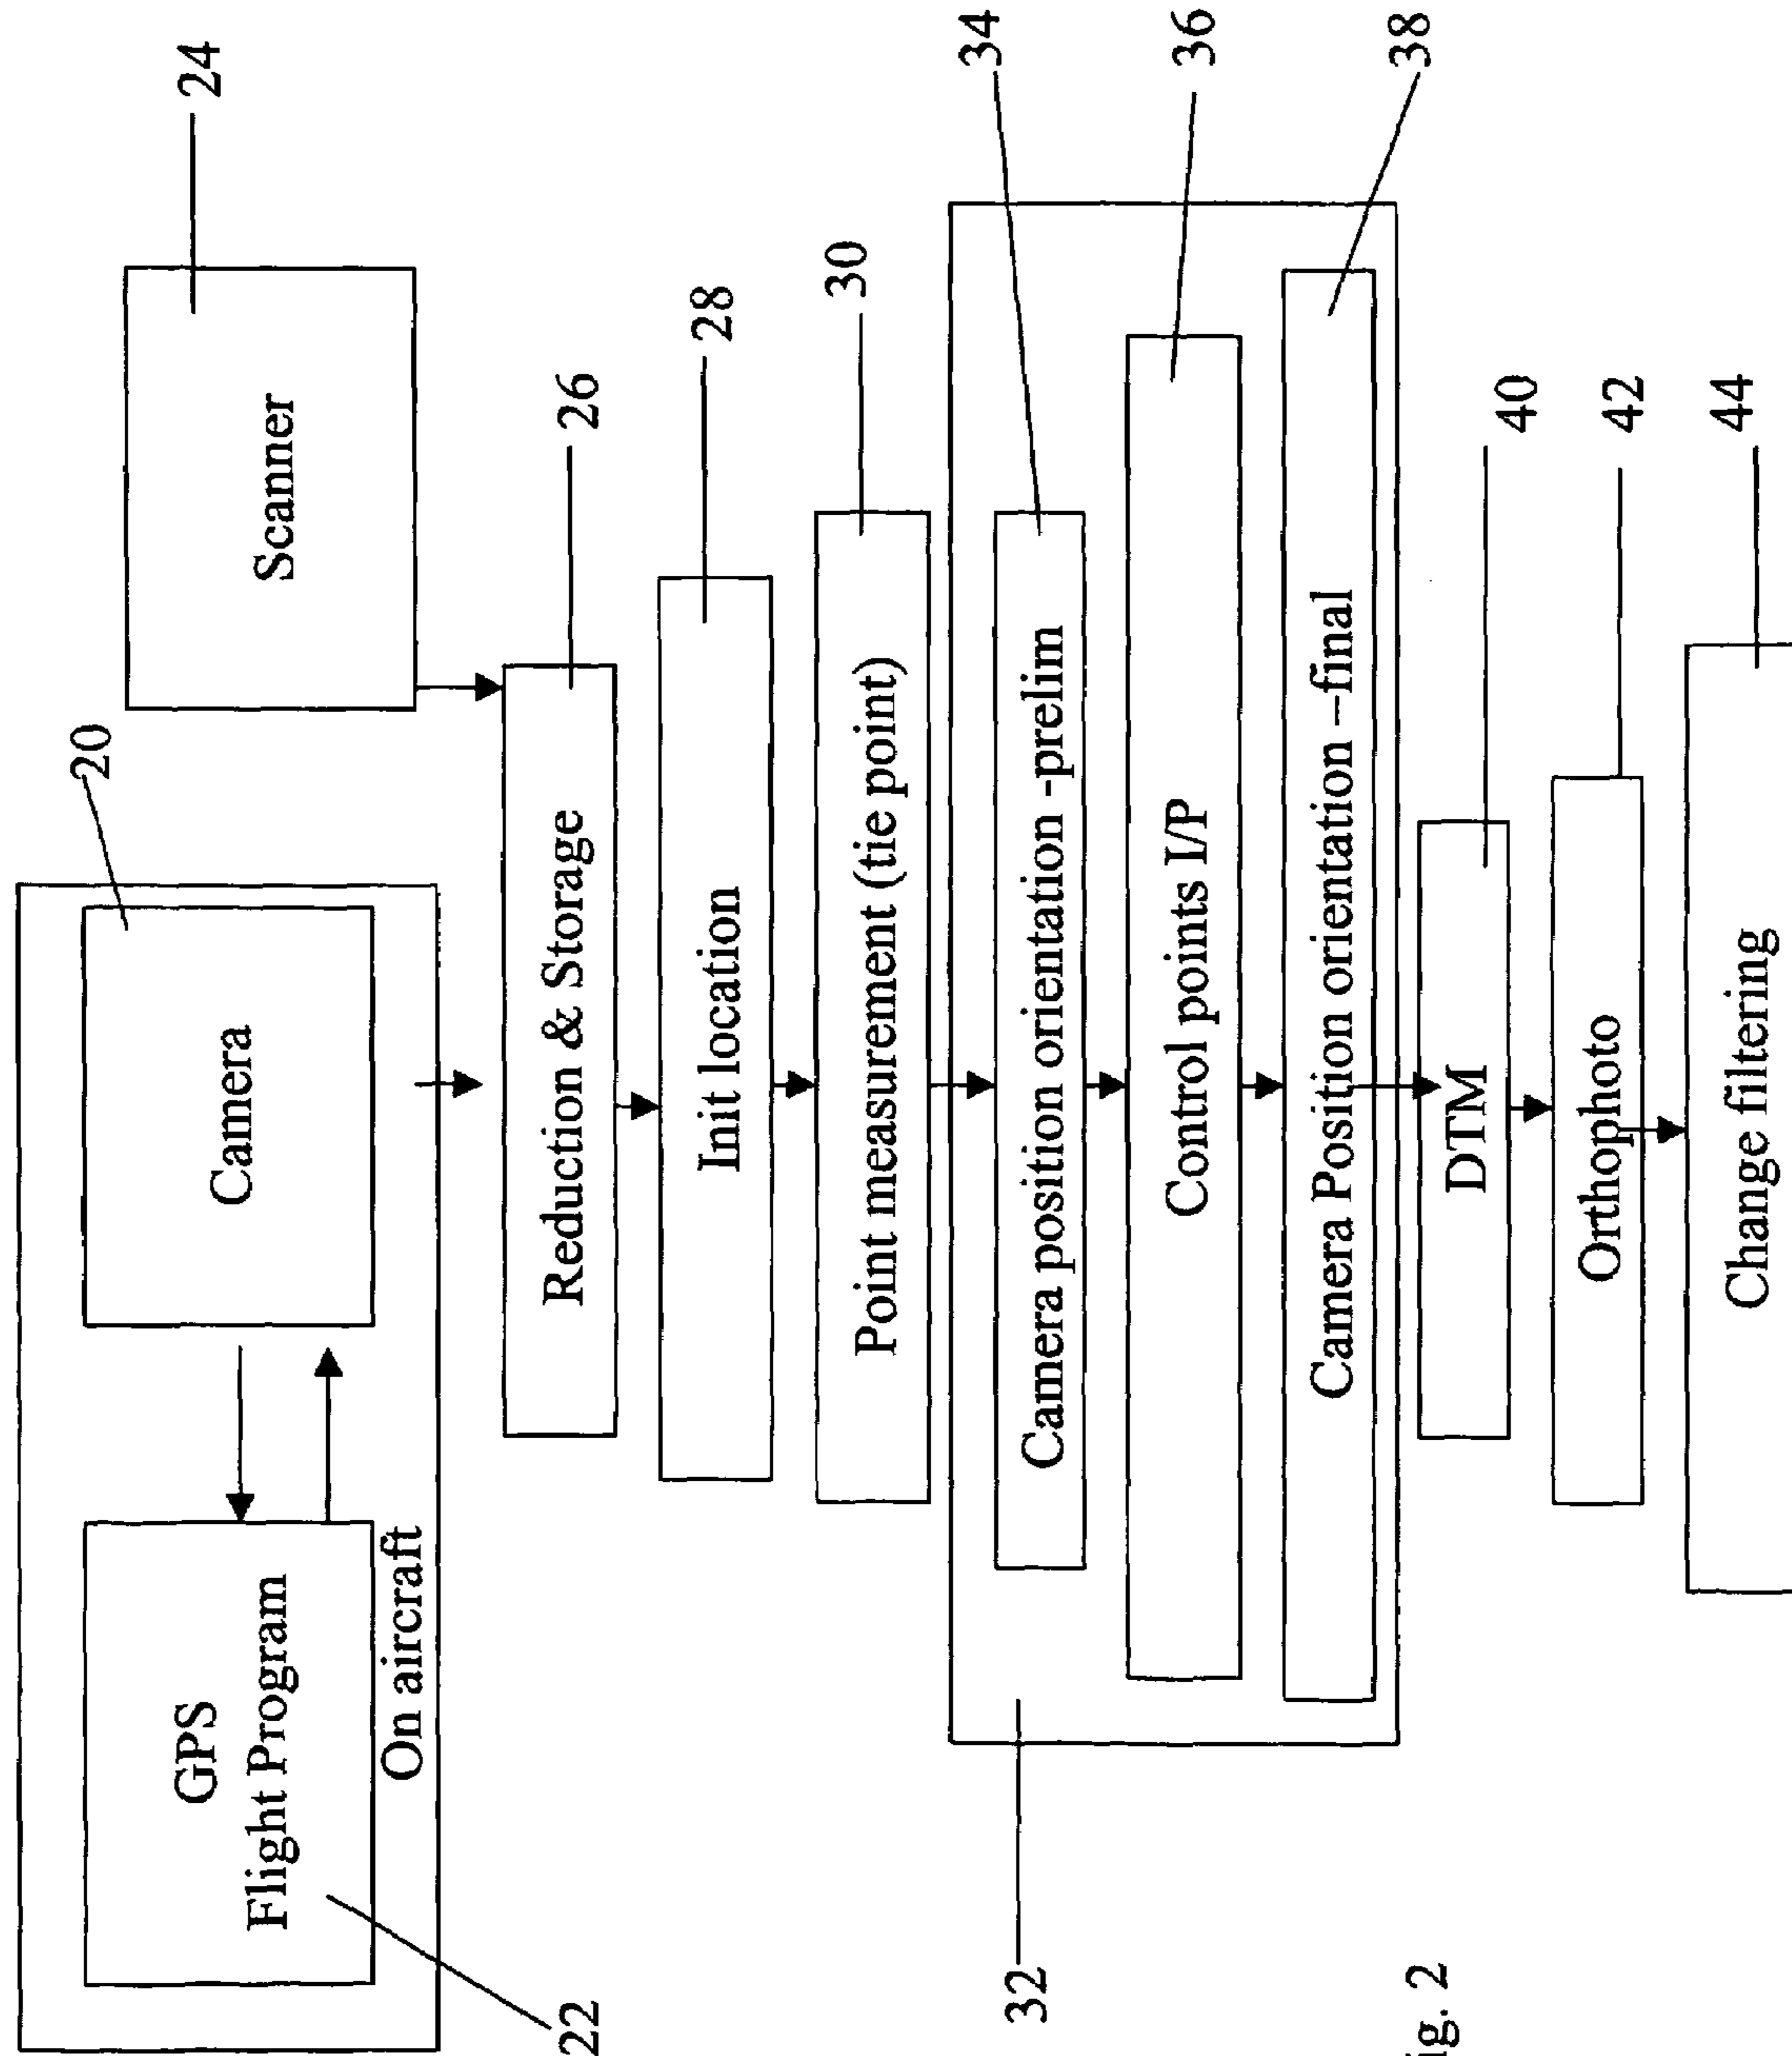 20
24
GPS
Flight Program
Camera
Scanner
On aircraft
22
Reduction & Storage
26
Init location
28
Point measurement (tie point)
30
32
34
Camera position orientation -prelim
Control points I/P
36
Camera Position orientation --final
38
DTM
40
Orthophoto
42
Change filtering
44
ig. 2